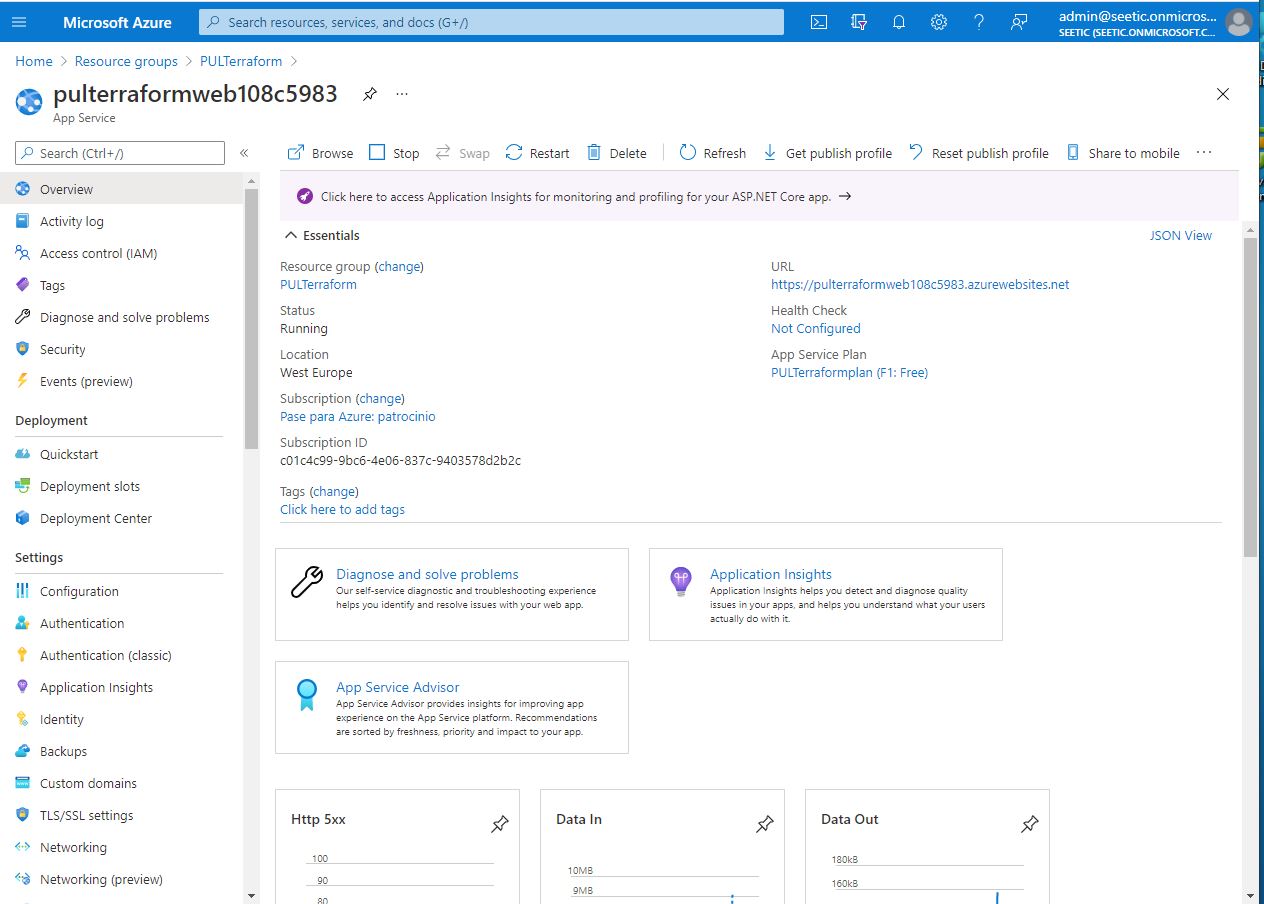 Microsoft Azure
Search resources, services, and docs (G+/)
admin@seetic.onmicros...
SEETIC (SEETIC.ONMICROSOFT.C...
Home > Resource groups > PULTerraform >
pulterraformweb108c5983
App Service
Search (Ctrl+/)
Browse Stop Swap Restart Delete Refresh Get publish profile Reset publish profile Share to mobile
Overview
Activity log
Access control (IAM)
Tags
Diagnose and solve problems
Security
Events (preview)
Deployment
Quickstart
Deployment slots
Deployment Center
Settings
Configuration
Authentication
Authentication (classic)
Application Insights
Identity
Backups
Custom domains
TLS/SSL settings
Networking
Networking (preview)
Click here to access Application Insights for monitoring and profiling for your ASP.NET Core app. →
Essentials
JSON View
Resource group (change)
PULTerraform
Status
Running
Location
West Europe
Subscription (change)
Pase para Azure: patrocinio
Subscription ID
c01c4c99-9bc6-4e06-837c-9403578d2b2c
Tags (change)
Click here to add tags
URL
https://pulterraformweb108c5983.azurewebsites.net
Health Check
Not Configured
App Service Plan
PULTerraformplan (F1: Free)
Diagnose and solve problems
Our self-service diagnostic and troubleshooting experience
helps you identify and resolve issues with your web app.
Application Insights
Application Insights helps you detect and diagnose quality
issues in your apps, and helps you understand what your users
actually do with it.
App Service Advisor
App Service Advisor provides insights for improving app
experience on the App Service platform. Recommendations
are sorted by freshness, priority and impact to your app.
Http 5xx
100
90
80
Data In
10MB
9MB
Data Out
180kB
160kB